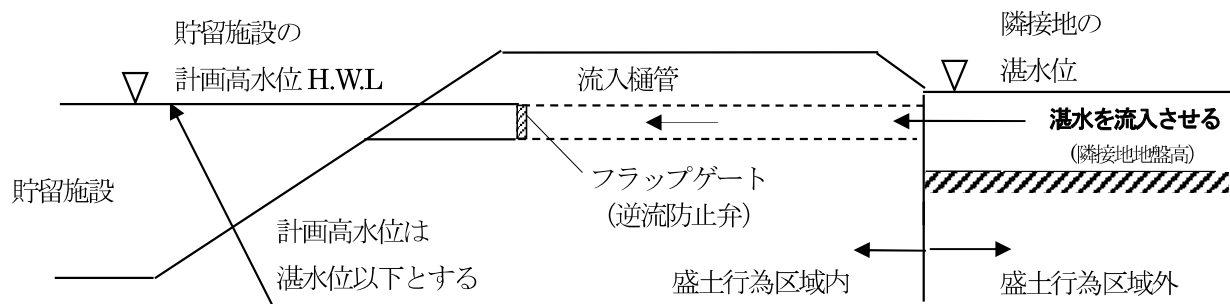 貯留施設の
計画高水位 H.W.L
隣接地の
湛水位
流入樋管
湛水を流入させる
(隣接地地盤高)
貯留施設
フラップゲート
(逆流防止弁)
計画高水位は
湛水位以下とする
盛土行為区域内
盛土行為区域外